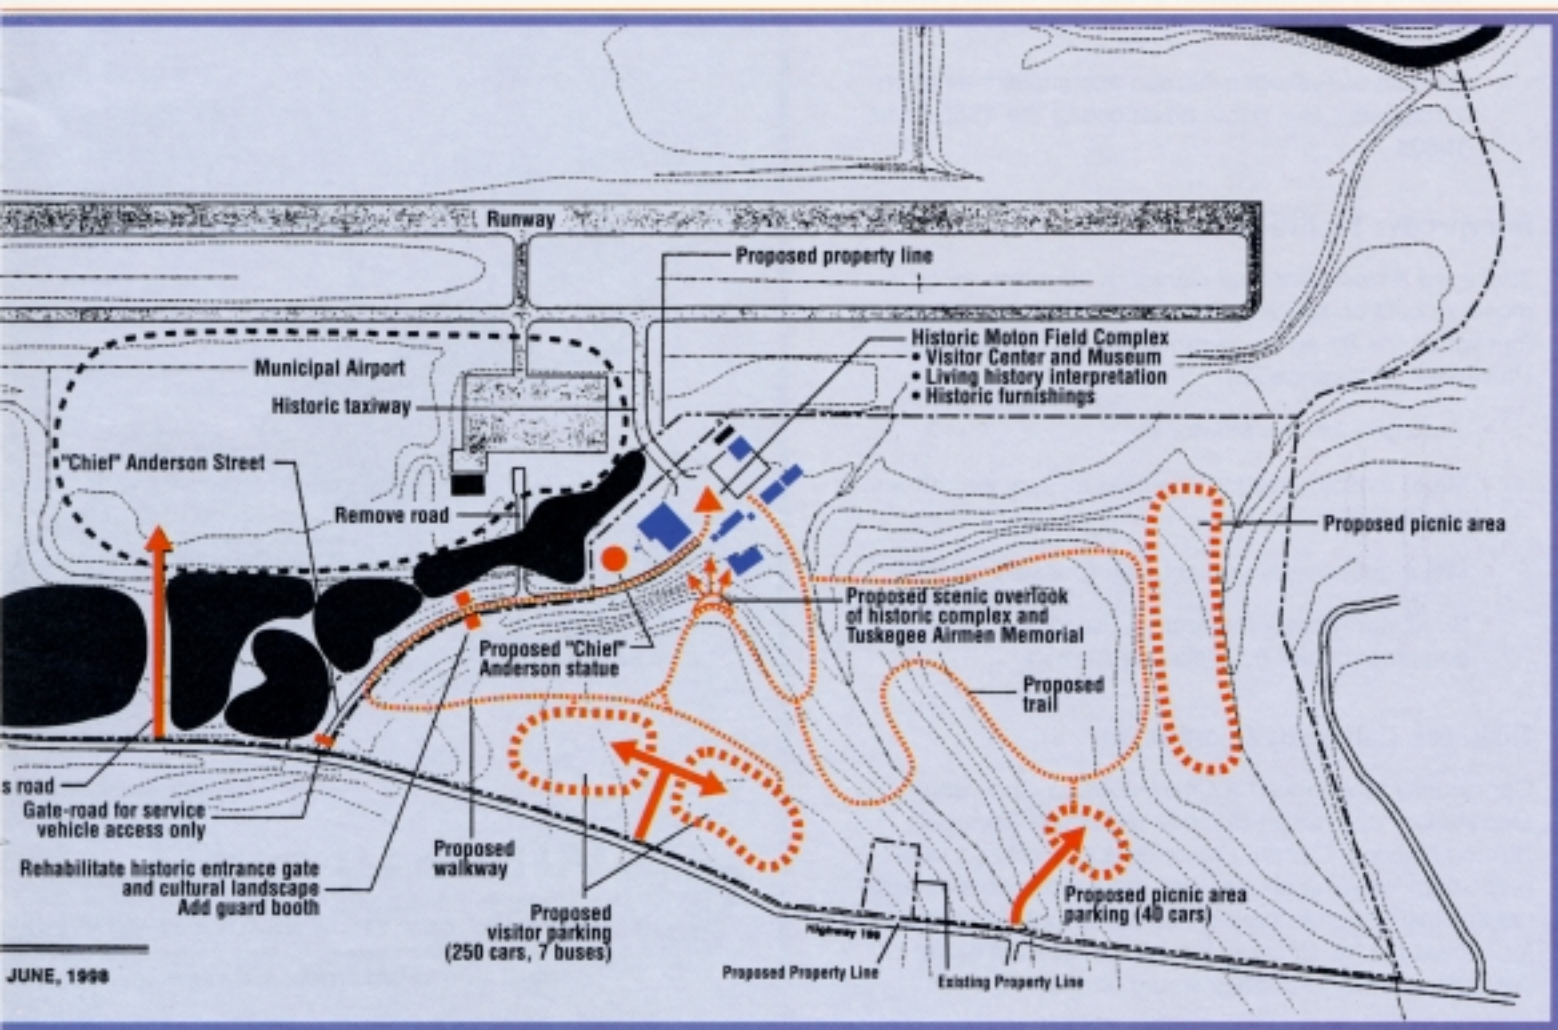 Runway
Proposed property line
Historic Moton Field Complex
• Visitor Center and Museum
• Living history interpretation
• Historic furnishings
Municipal Airport
Historic taxiway
"Chief" Anderson Street
Remove road
Proposed picnic area
Proposed scenic overlook
of historic complex and
Tuskegee Airmen Memorial
Proposed "Chief"
Anderson statue
Proposed
trail
s road
Gate-road for service
vehicle access only
Rehabilitate historic entrance gate
and cultural landscape
Add guard booth
Proposed
walkway
Proposed
visitor parking
(250 cars, 7 buses)
Proposed picnic area
parking (40 cars)
Highway 199
Proposed Property Line
Existing Property Line
JUNE, 1998